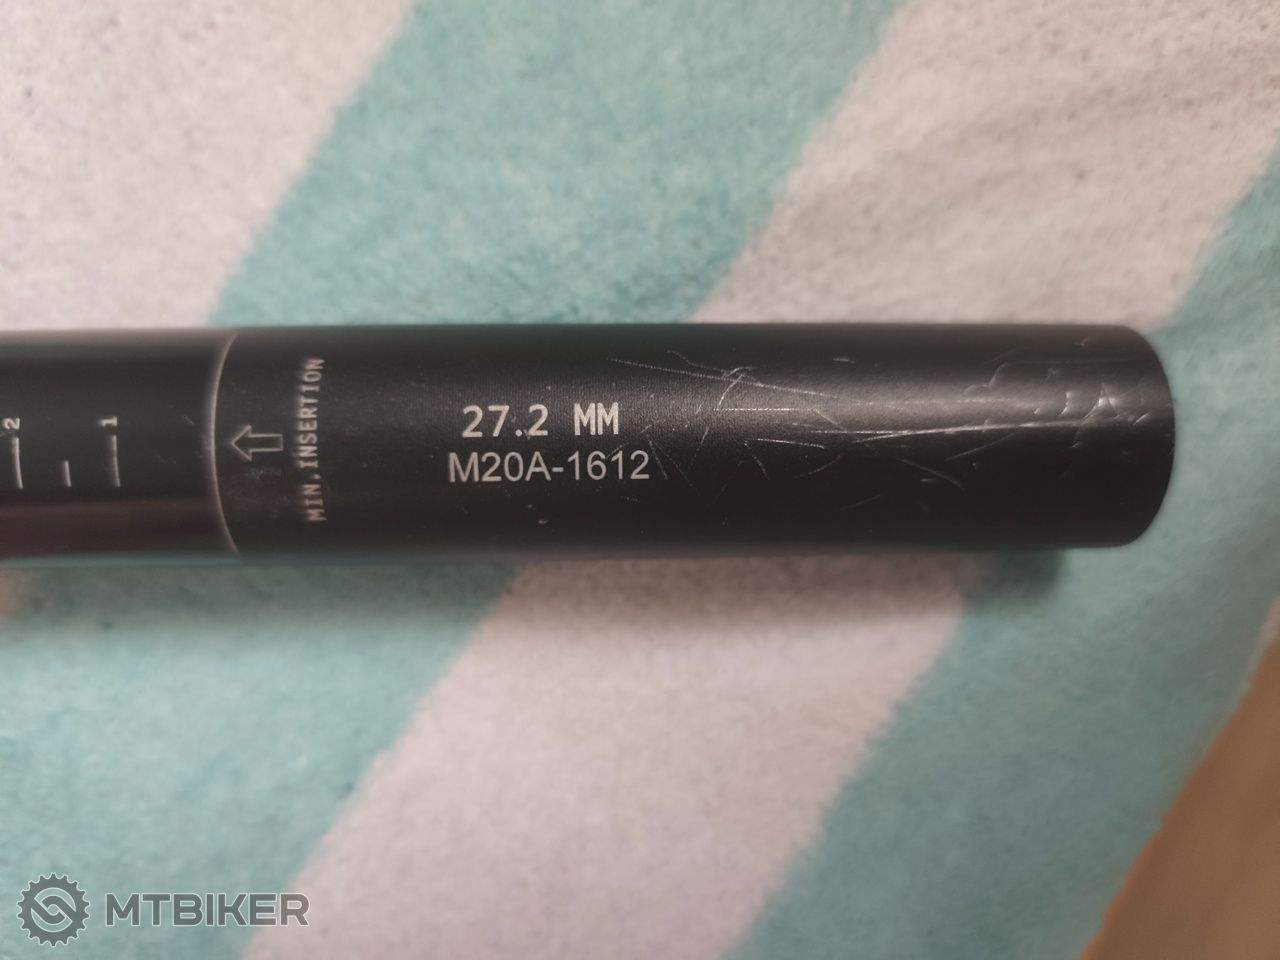 2
1
MIN. INSERTION
27.2 MM
M20A-1612
MTBIKER